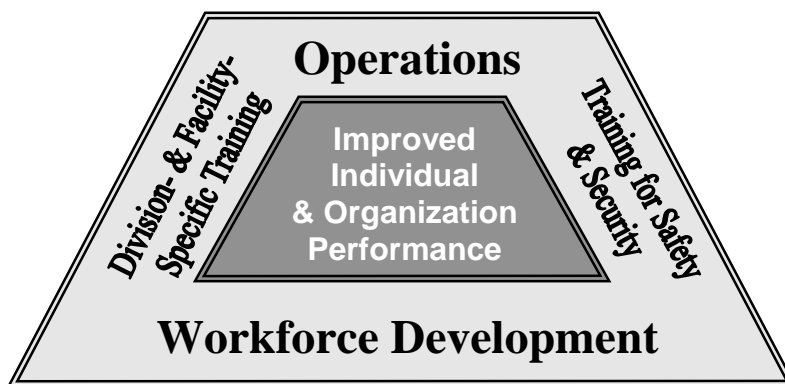 Operations
Division- & Facility-
Specific Training
Improved
Individual
& Organization
Performance
Training for Safety
& Security
Workforce Development